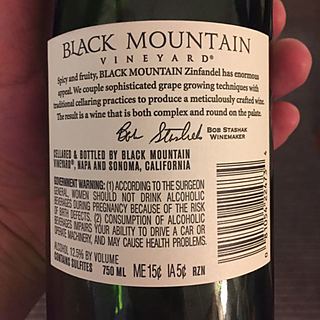 BLACK MOUNTAIN
VINEYARD®
Spicy and fruity, BLACK MOUNTAIN Zinfandel has enormous
appeal. We couple sophisticated grape growing techniques with
traditional cellaring practices to produce a meticulously crafted wine.
The result is a wine that is both complex and round on the palate.
Bob Stashak
BOB STASHAK
WINEMAKER
CELLARED & BOTTLED BY BLACK MOUNTAIN
VINEYARD®, NAPA AND SONOMA, CALIFORNIA
GOVERNMENT WARNING: (1) ACCORDING TO THE SURGEON
GENERAL, WOMEN SHOULD NOT DRINK ALCOHOLIC
BEVERAGES DURING PREGNANCY BECAUSE OF THE RISK
OF BIRTH DEFECTS. (2) CONSUMPTION OF ALCOHOLIC
BEVERAGES IMPAIRS YOUR ABILITY TO DRIVE A CAR OR
OPERATE MACHINERY, AND MAY CAUSE HEALTH PROBLEMS.
ALCOHOL 12.5% BY VOLUME
CONTAINS SULFITES 750 ML ME 15¢ IA 5¢ RZN